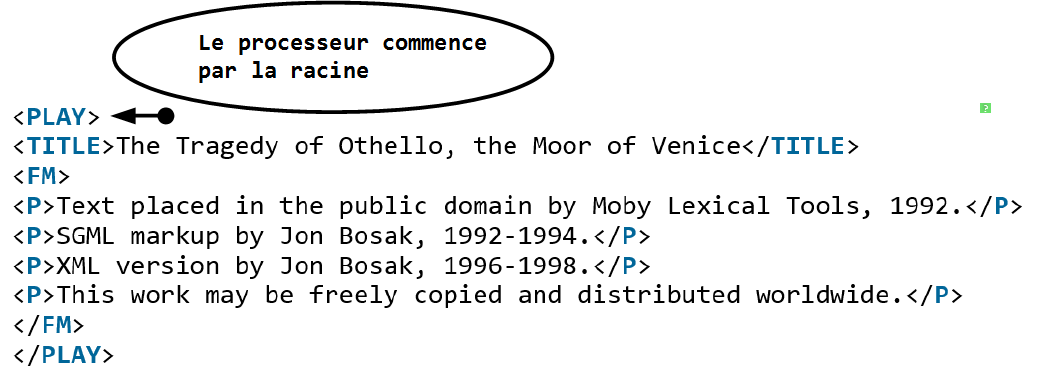 Le processeur commence
par la racine
<PLAY>
<TITLE>The Tragedy of Othello, the Moor of Venice</TITLE>
<FM>
<P>Text placed in the public domain by Moby Lexical Tools, 1992.</P>
<P>SGML markup by Jon Bosak, 1992-1994.</P>
<P>XML version by Jon Bosak, 1996-1998.</P>
<P>This work may be freely copied and distributed worldwide.</P>
</FM>
</PLAY>